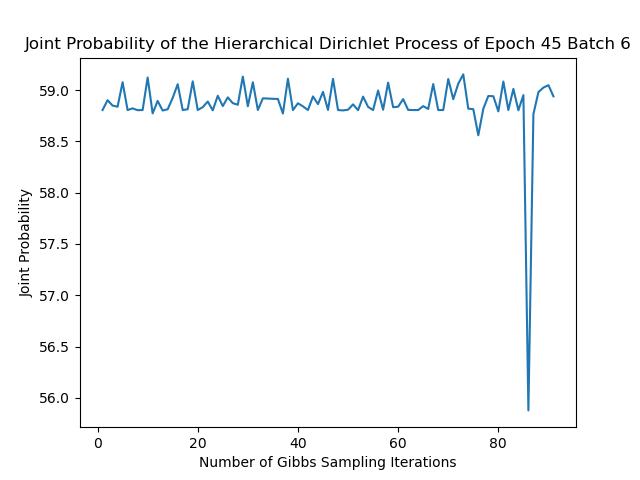 Joint Probability of the Hierarchical Dirichlet Process of Epoch 45 Batch 6
59.0
58.5
58.0
57.5
57.0
56.5
56.0
Joint Probability
0 20 40 60 80
Number of Gibbs Sampling Iterations